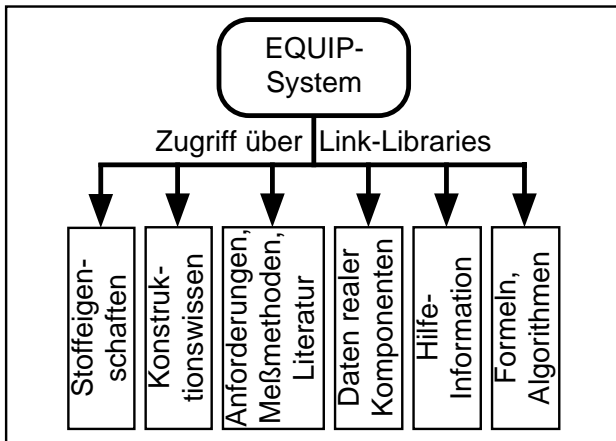 EQUIP-
System
Zugriff über Link-Libraries
Stoffeigen-
schaften
Konstruk-
tionswissen
Anforderungen,
Meßmethoden,
Literatur
Daten realer
Komponenten
Hilfe-
Information
Formeln,
Algorithmen